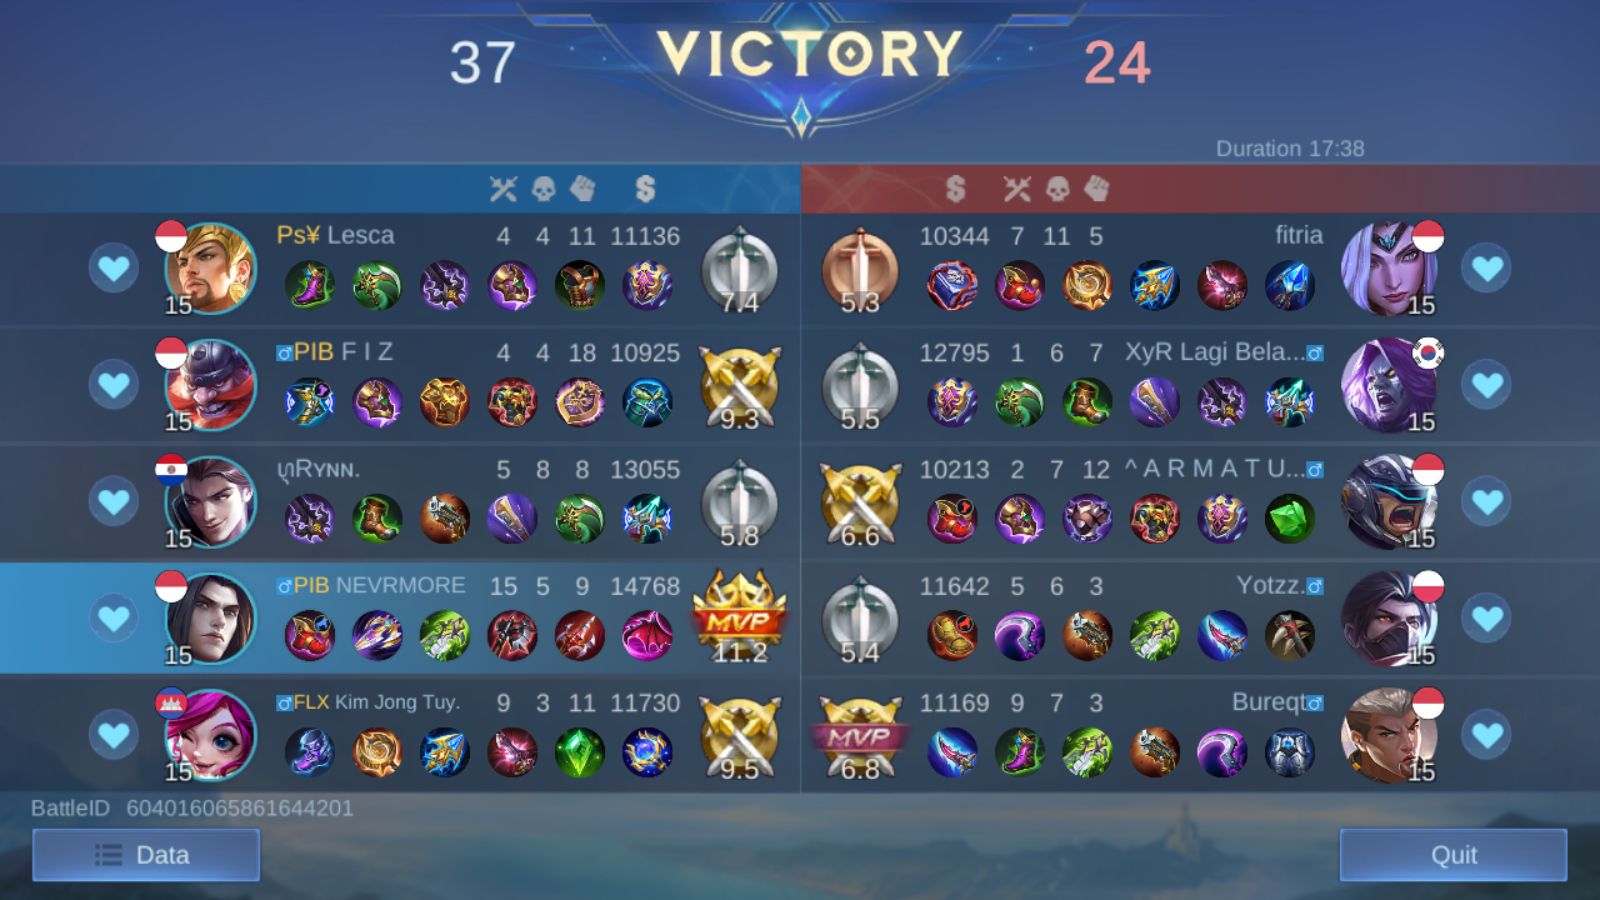 37 VICTORY 24
Duration 17:38
Ps¥ Lesca 4 4 11 11136
15 7.4
10344 7 11 5 fitria
5.3 15
PIB F I Z 4 4 18 10925
15 9.3
12795 1 6 7 XyR Lagi Bela...
5.5 15
RYNN. 5 8 8 13055
15 5.8
10213 2 7 12 ^ A R M A T U...
6.6 15
PIB NEVRMORE 15 5 9 14768
MVP
15 11.2
11642 5 6 3 Yotzz.
5.4 15
FLX Kim Jong Tuy. 9 3 11 11730
15 9.5
11169 9 7 3 Bureqt
MVP
6.8 15
BattleID 604016065861644201
Data
Quit